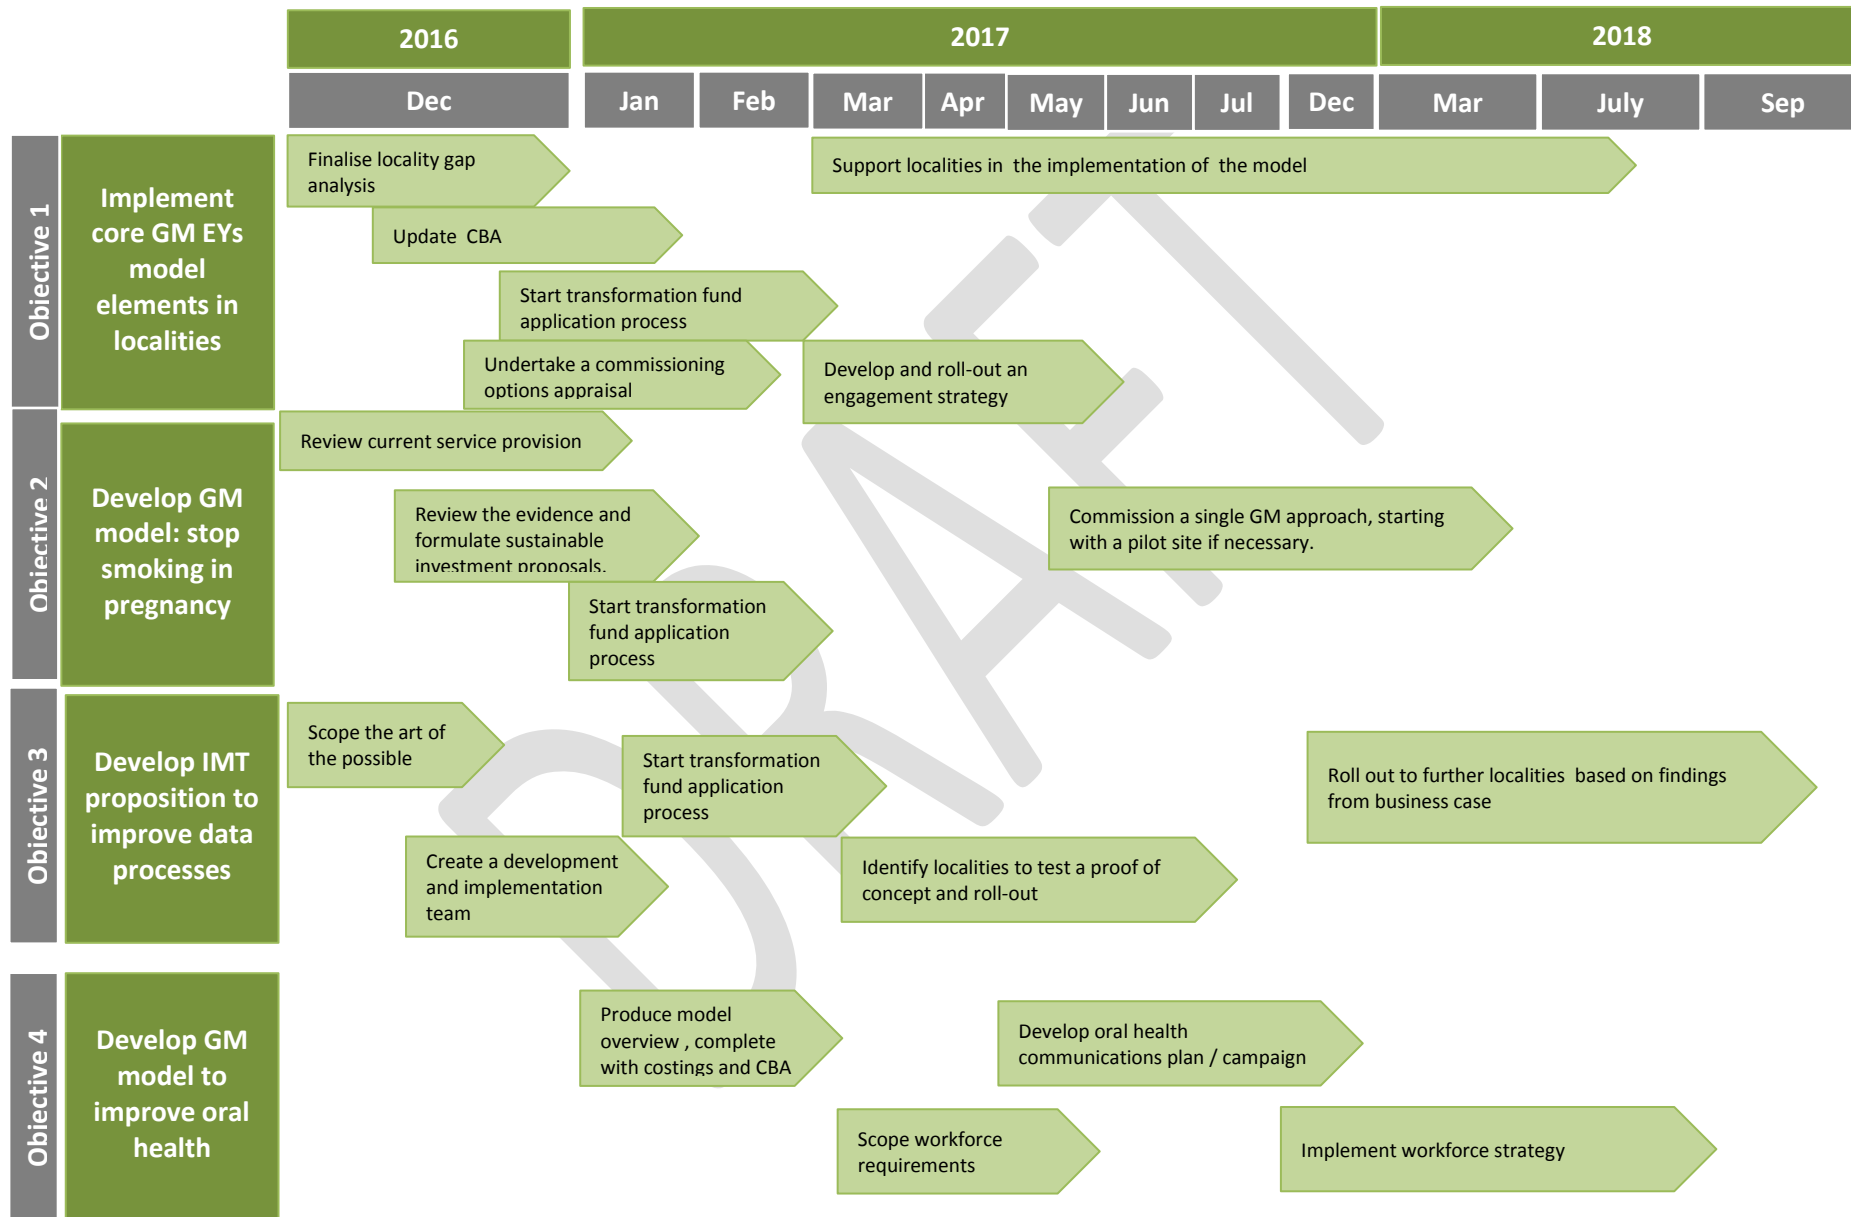 2016
2017
2018
Dec
Jan
Feb
Mar
Apr
May
Jun
Jul
Dec
Mar
July
Sep
Objective 1
Implement
core GM EYs
model
elements in
localities
Finalise locality gap
analysis
Support localities in the implementation of the model
Update CBA
Start transformation fund
application process
Undertake a commissioning
options appraisal
Develop and roll-out an
engagement strategy
Objective 2
Develop GM
model: stop
smoking in
pregnancy
Review current service provision
Review the evidence and
formulate sustainable
investment proposals.
Commission a single GM approach, starting
with a pilot site if necessary.
Start transformation
fund application
process
Objective 3
Develop IMT
proposition to
improve data
processes
Scope the art of
the possible
Start transformation
fund application
process
Roll out to further localities based on findings
from business case
Create a development
and implementation
team
Identify localities to test a proof of
concept and roll-out
Objective 4
Develop GM
model to
improve oral
health
Produce model
overview , complete
with costings and CBA
Develop oral health
communications plan / campaign
Scope workforce
requirements
Implement workforce strategy
DRAFT